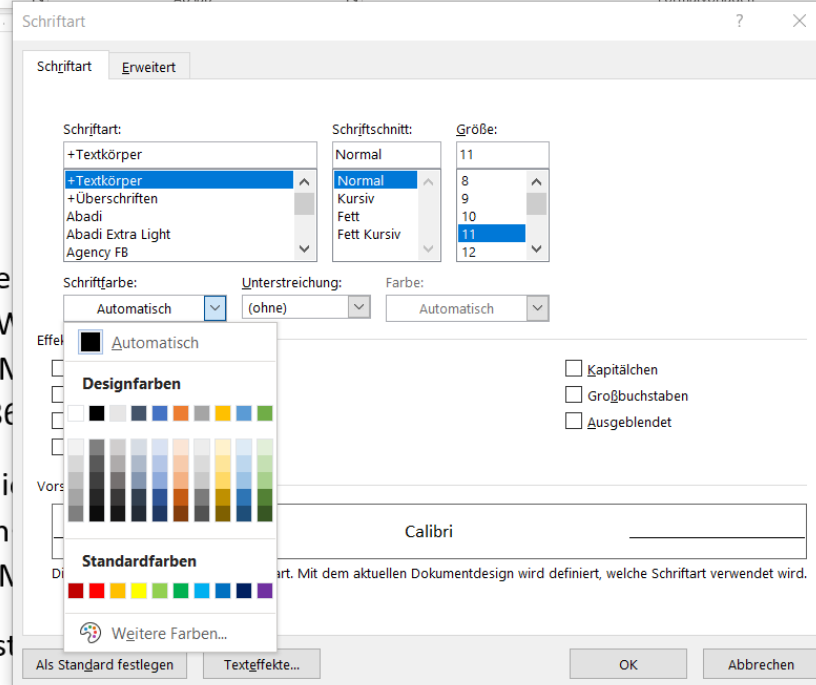 Schriftart
?
Schriftart Erweitert
Schriftart: Schriftschnitt: Größe:
+Textkörper Normal 11
+Textkörper Normal 8
+Überschriften Kursiv 9
Abadi Fett 10
Abadi Extra Light Fett Kursiv 11
Agency FB 12
Schriftfarbe: Unterstreichung: Farbe:
Automatisch (ohne) Automatisch
Automatisch
Designfarben
Kapitälchen
Großbuchstaben
Ausgeblendet
Calibri
Standardfarben
art. Mit dem aktuellen Dokumentdesign wird definiert, welche Schriftart verwendet wird.
Weitere Farben...
Als Standard festlegen Texteffekte... OK Abbrechen